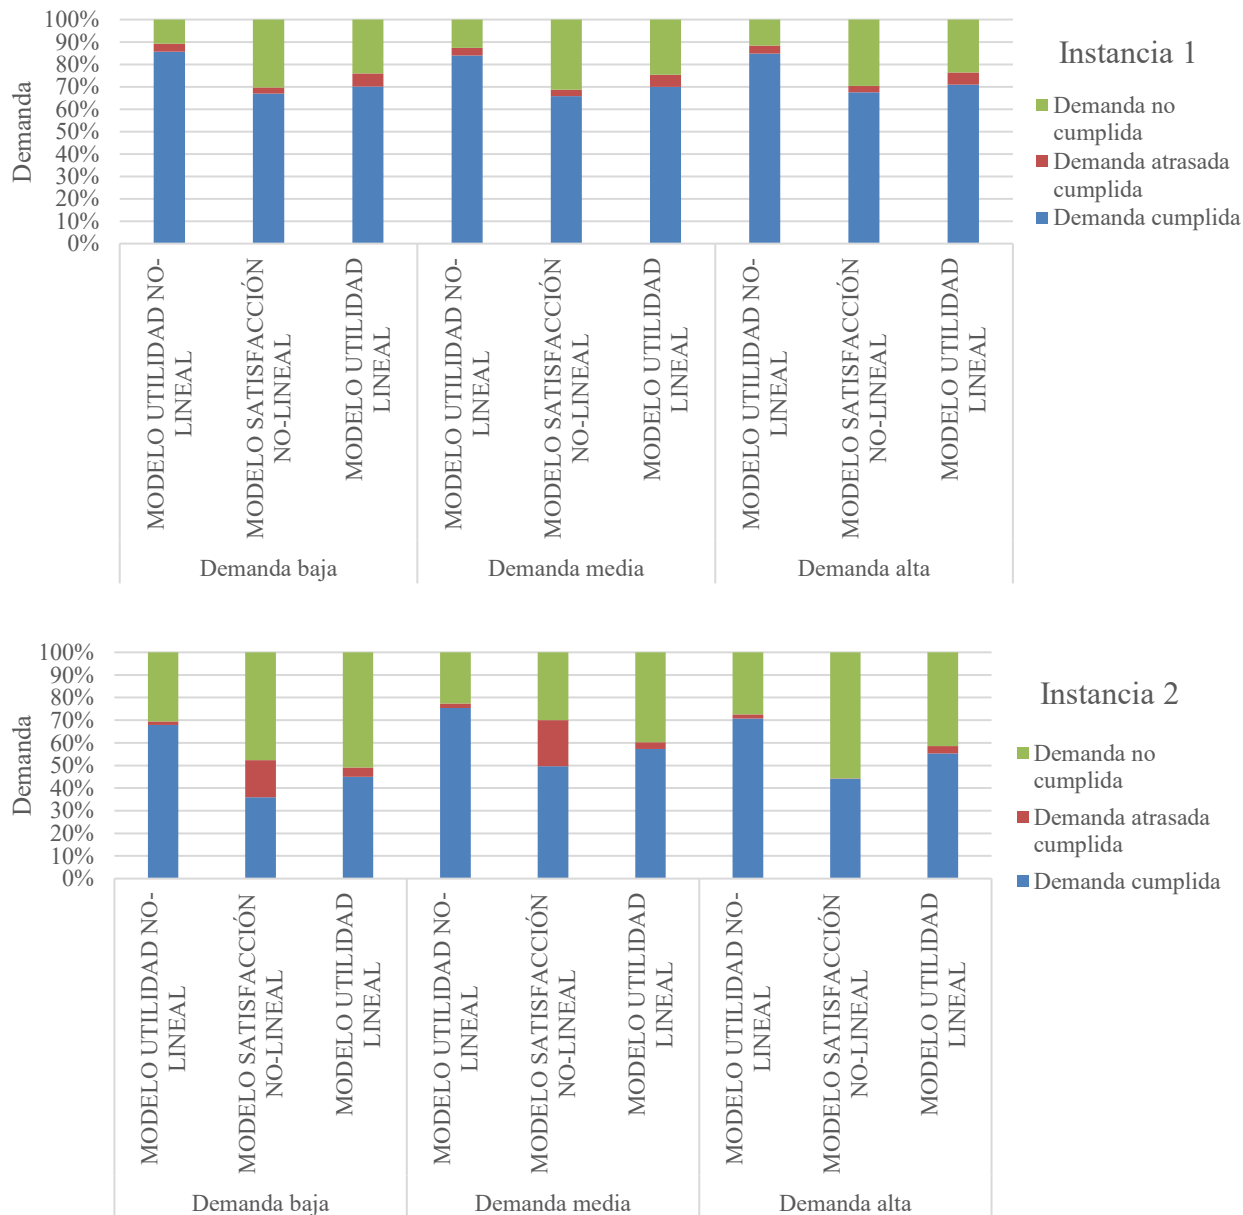 100%
90%
80%
70%
60%
50%
40%
30%
20%
10%
0%
Demanda
Instancia 1
Demanda no
cumplida
Demanda atrasada
cumplida
Demanda cumplida
MODELO UTILIDAD NO-
LINEAL
MODELO SATISFACCIÓN
NO-LINEAL
MODELO UTILIDAD
LINEAL
MODELO UTILIDAD NO-
LINEAL
MODELO SATISFACCIÓN
NO-LINEAL
MODELO UTILIDAD
LINEAL
MODELO UTILIDAD NO-
LINEAL
MODELO SATISFACCIÓN
NO-LINEAL
MODELO UTILIDAD
LINEAL
Demanda baja
Demanda media
Demanda alta
100%
90%
80%
70%
60%
50%
40%
30%
20%
10%
0%
Demanda
Instancia 2
Demanda no
cumplida
Demanda atrasada
cumplida
Demanda cumplida
MODELO UTILIDAD NO-
LINEAL
MODELO SATISFACCIÓN
NO-LINEAL
MODELO UTILIDAD
LINEAL
MODELO UTILIDAD NO-
LINEAL
MODELO SATISFACCIÓN
NO-LINEAL
MODELO UTILIDAD
LINEAL
MODELO UTILIDAD NO-
LINEAL
MODELO SATISFACCIÓN
NO-LINEAL
MODELO UTILIDAD
LINEAL
Demanda baja
Demanda media
Demanda alta